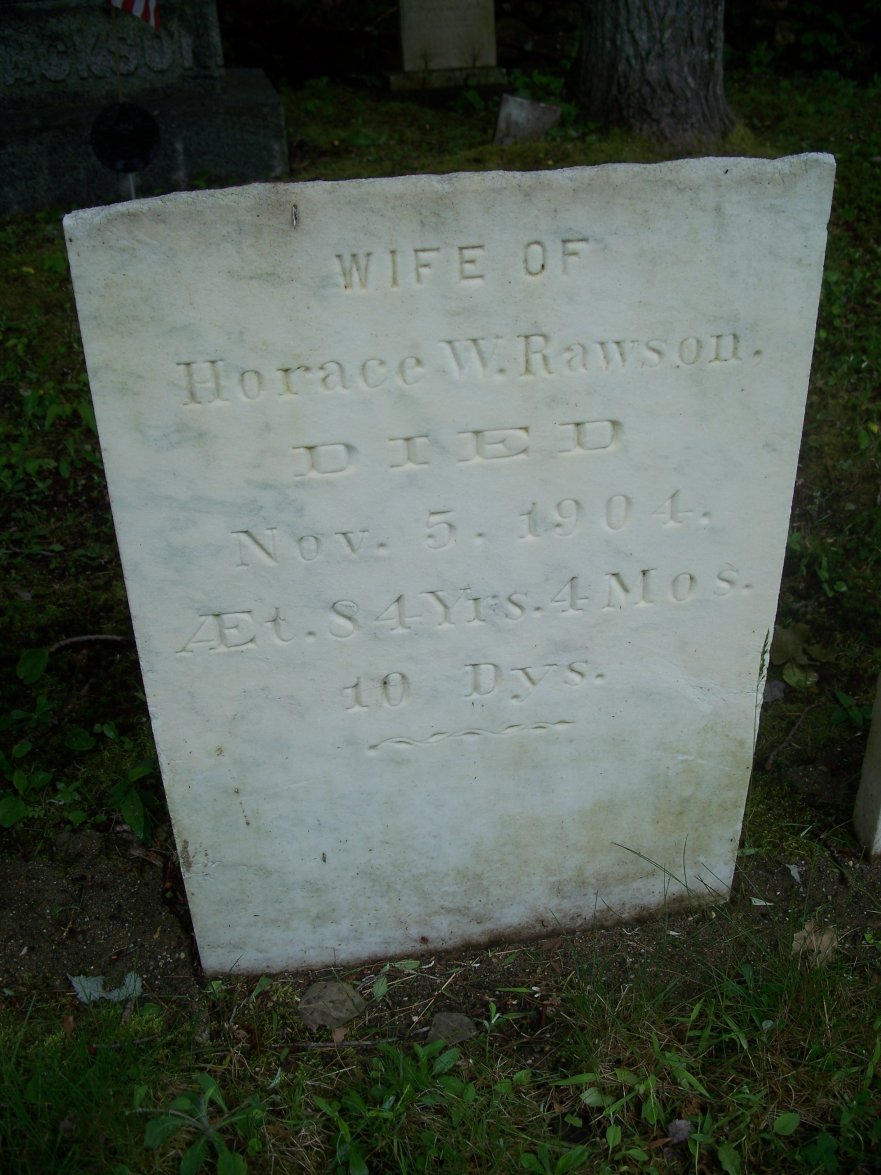 WIFE OF
Horace W. Rawson.
DIED
Nov. 5. 1904.
Æt. 84 Yrs. 4 Mos.
10 Dys.